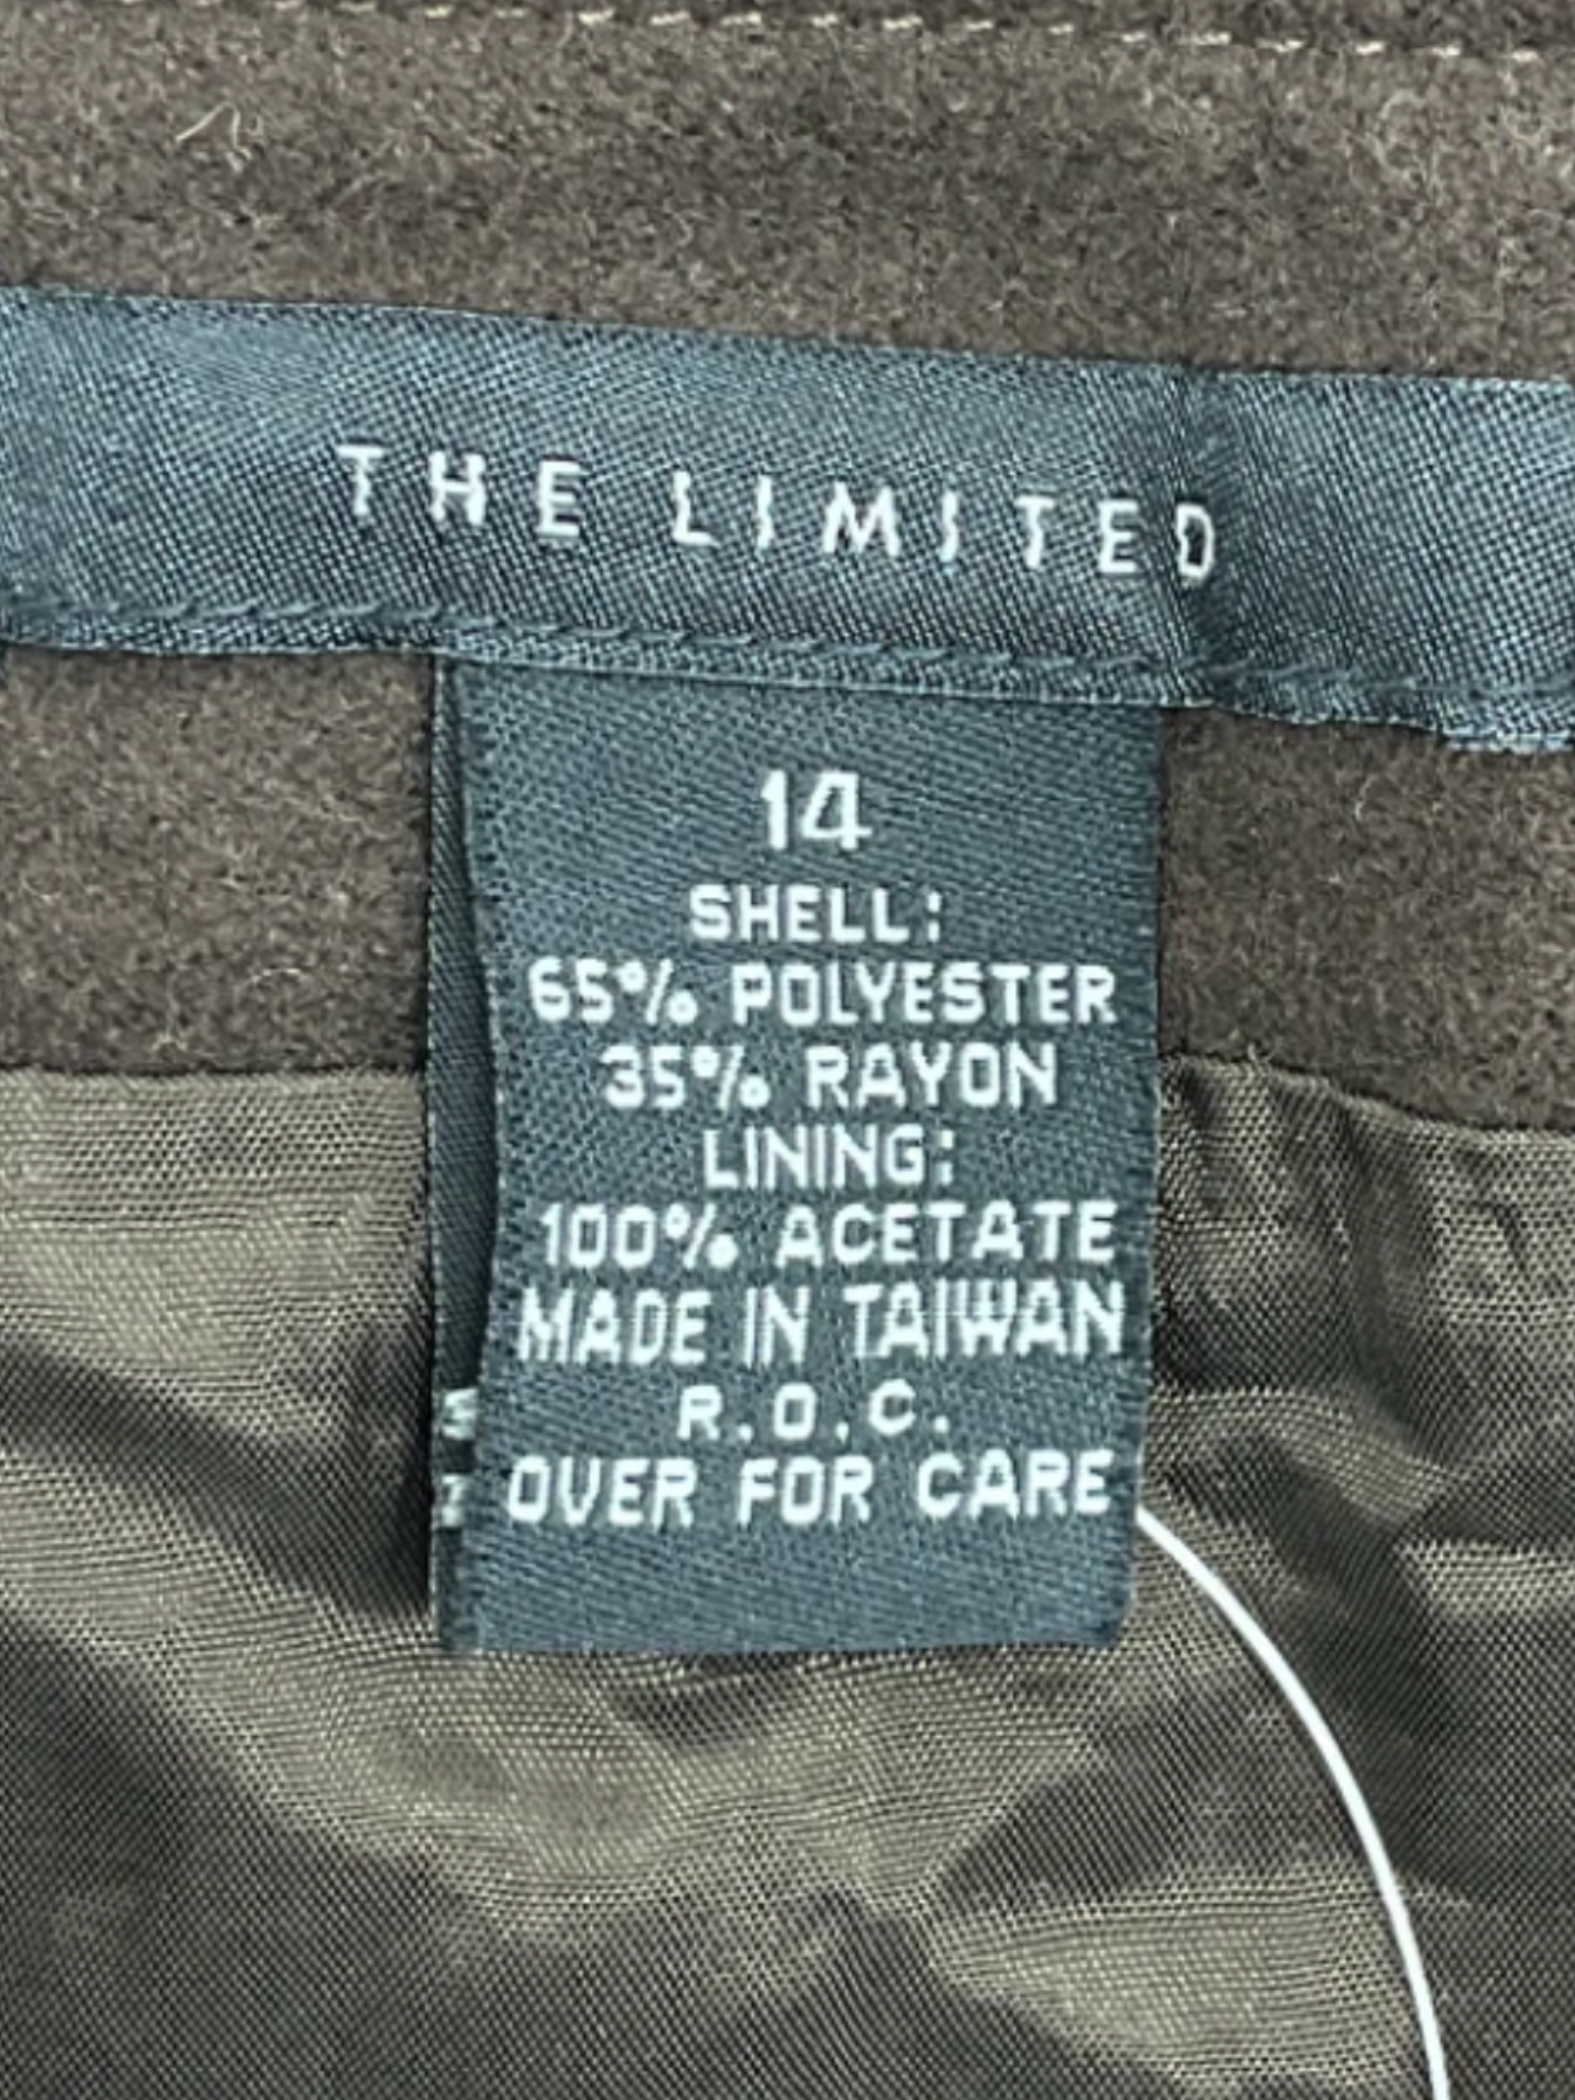 THE LIMITED
14
SHELL:
65% POLYESTER
35% RAYON
LINING:
100% ACETATE
MADE IN TAIWAN
R.O.C.
OVER FOR CARE